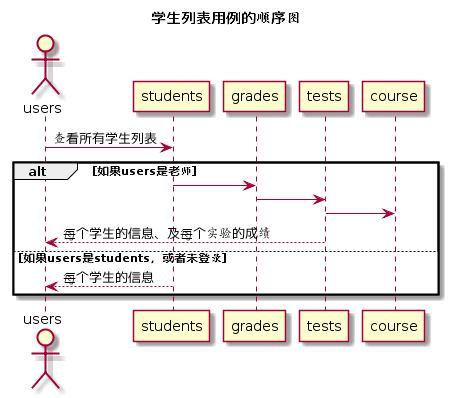 学生列表用例的顺序图
users
students
grades
tests
course
查看所有学生列表
alt
[如果users是老师]
每个学生的信息、及每个实验的成绩
[如果users是students，或者未登录]
每个学生的信息
users
students
grades
tests
course